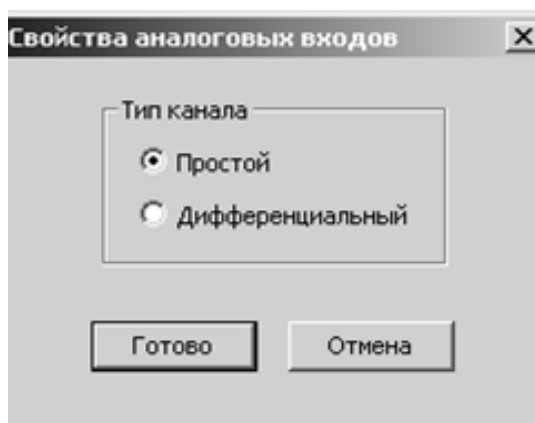 Свойства аналоговых входов
Тип канала
Простой
Дифференциальный
Готово Отмена